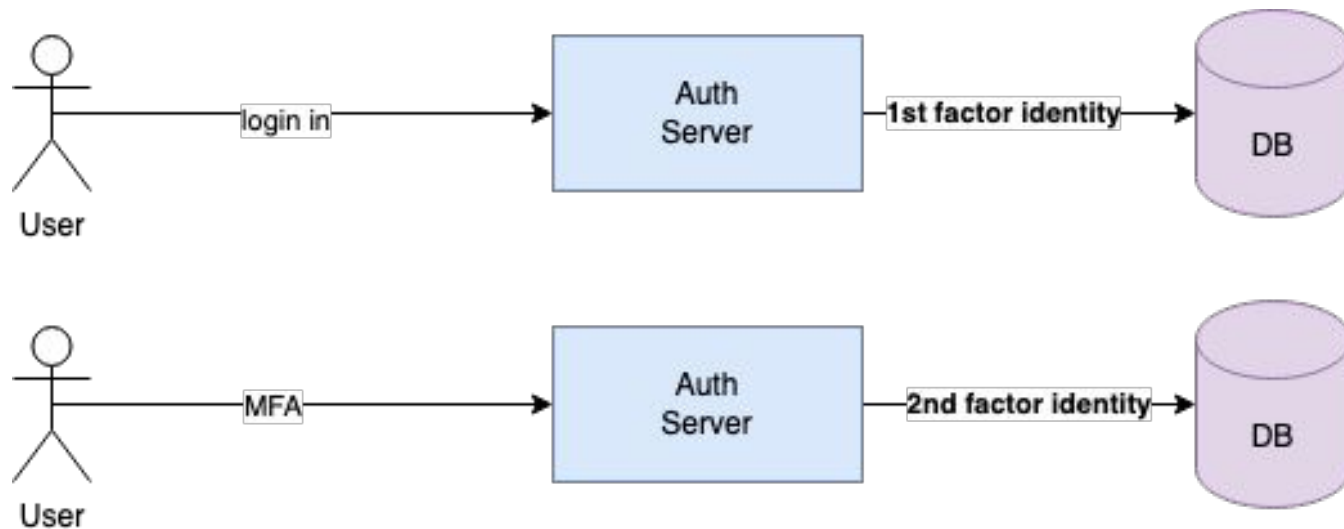 login in
Auth
Server
1st factor identity
DB
User
MFA
Auth
Server
2nd factor identity
DB
User